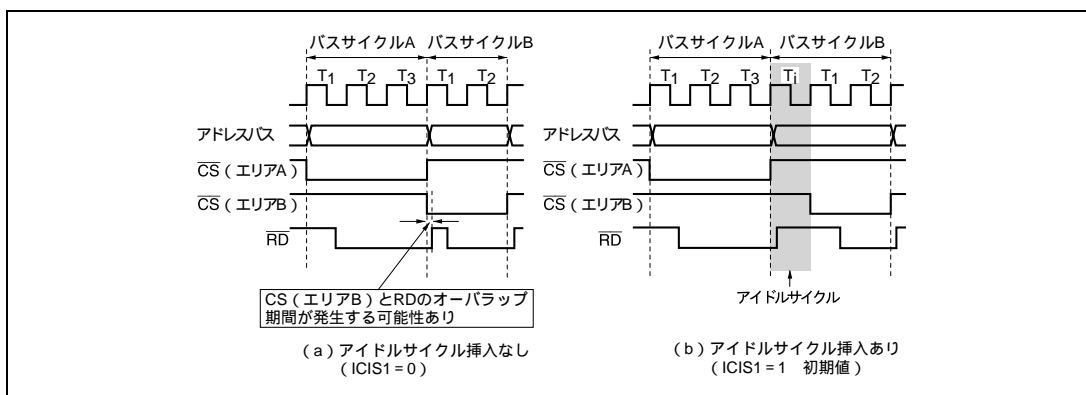 バスサイクルA バスサイクルB
T1 T2 T3 T1 T2
アドレスバス
CS（エリアA）
CS（エリアB）
RD
CS（エリアB）とRDのオーバラップ
期間が発生する可能性あり
（a）アイドルサイクル挿入なし
（ICIS1 = 0）
バスサイクルA バスサイクルB
T1 T2 T3 Ti T1 T2
アドレスバス
CS（エリアA）
CS（エリアB）
RD
アイドルサイクル
（b）アイドルサイクル挿入あり
（ICIS1 = 1 初期値）